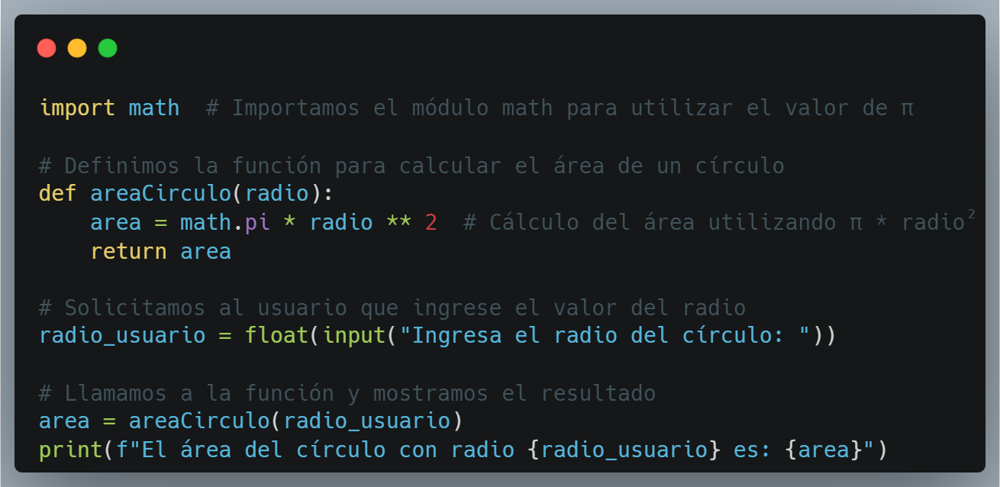 import math  # Importamos el módulo math para utilizar el valor de π
# Definimos la función para calcular el área de un círculo
def areaCirculo(radio):
    area = math.pi * radio ** 2  # Cálculo del área utilizando π * radio²
    return area
# Solicitamos al usuario que ingrese el valor del radio
radio_usuario = float(input("Ingresa el radio del círculo: "))
# Llamamos a la función y mostramos el resultado
area = areaCirculo(radio_usuario)
print(f"El área del círculo con radio {radio_usuario} es: {area}")